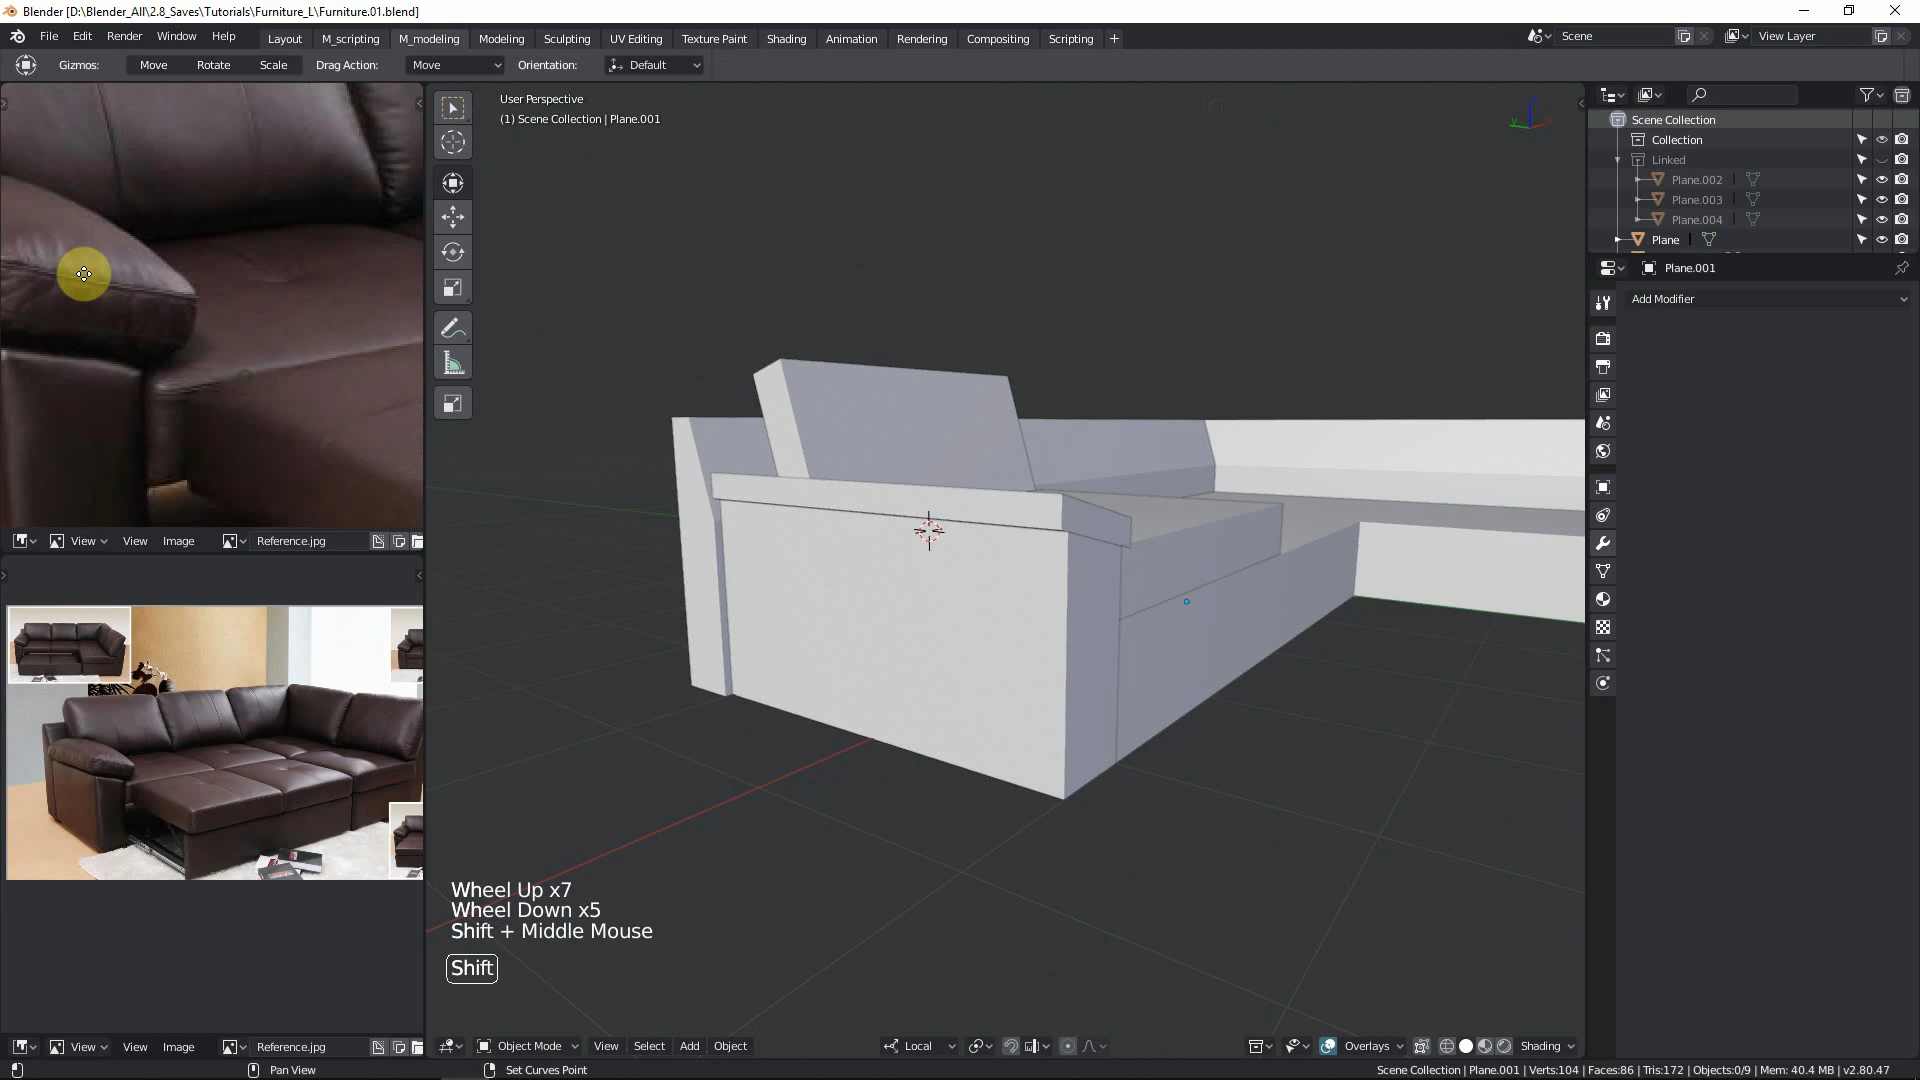 Blender [D:\Blender_All\2.8_Saves\Tutorials\Furniture_L\Furniture.01.blend]
File Edit Render Window Help Layout M_scripting M_modeling Modeling Sculpting UV Editing Texture Paint Shading Animation Rendering Compositing Scripting + Scene View Layer
Gizmos: Move Rotate Scale Drag Action: Move Orientation: Default
User Perspective
(1) Scene Collection | Plane.001
Scene Collection
Collection
Linked
Plane.002
Plane.003
Plane.004
Plane
Plane.001
Add Modifier
View View Image Reference.jpg
Wheel Up x7
Wheel Down x5
Shift + Middle Mouse
Shift
View View Image Reference.jpg
Object Mode View Select Add Object Local Overlays Shading
Pan View Set Curves Point Scene Collection | Plane.001 | Verts:104 | Faces:86 | Tris:172 | Objects:0/9 | Mem: 40.4 MB | v2.80.47